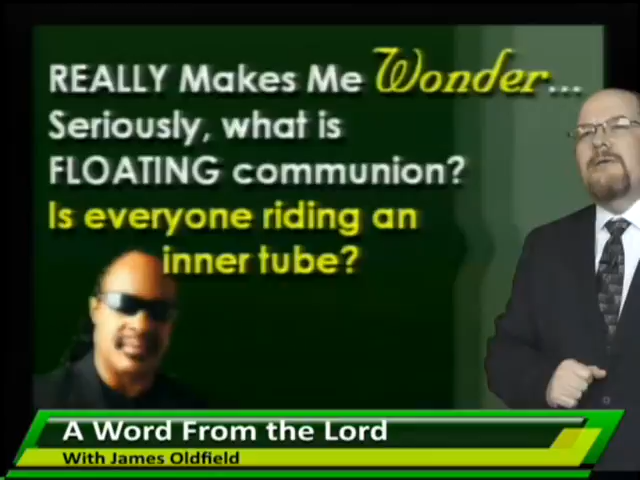 REALLY Makes Me Wonder...
Seriously, what is
FLOATING communion?
Is everyone riding an
inner tube?
A Word From the Lord
With James Oldfield